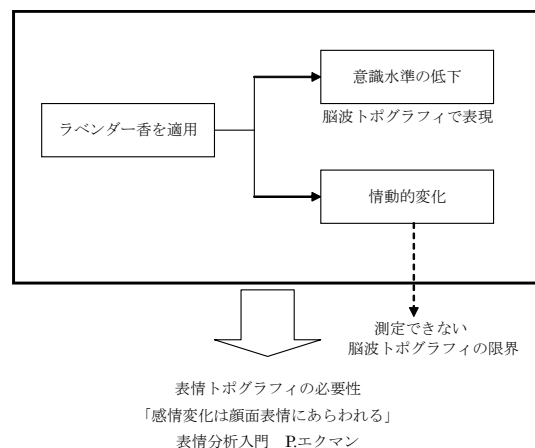 意識水準の低下
脳波トポグラフィで表現
ラベンダー香を適用
情動的変化
測定できない
脳波トポグラフィの限界
表情トポグラフィの必要性
「感情変化は顔面表情にあらわれる」
表情分析入門　P.エクマン